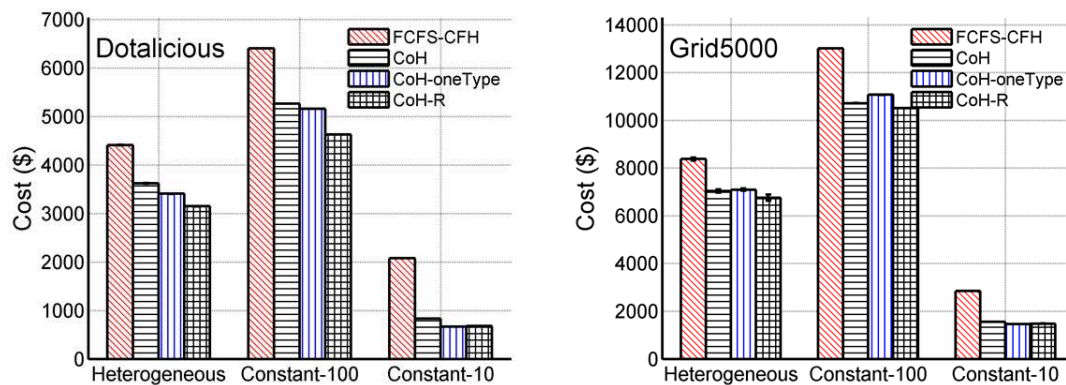 Dotalicious
FCFS-CFH
CoH
CoH-oneType
CoH-R
Cost ($)
7000
6000
5000
4000
3000
2000
1000
0
Heterogeneous Constant-100 Constant-10
Grid5000
FCFS-CFH
CoH
CoH-oneType
CoH-R
Cost ($)
14000
12000
10000
8000
6000
4000
2000
0
Heterogeneous Constant-100 Constant-10